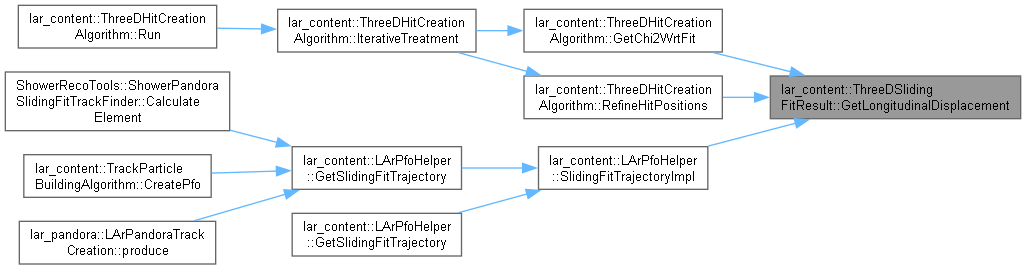 lar_content::ThreeDHitCreation
Algorithm::Run
lar_content::ThreeDHitCreation
Algorithm::IterativeTreatment
lar_content::ThreeDHitCreation
Algorithm::GetChi2WrtFit
ShowerRecoTools::ShowerPandora
SlidingFitTrackFinder::Calculate
Element
lar_content::ThreeDHitCreation
Algorithm::RefineHitPositions
lar_content::ThreeDSliding
FitResult::GetLongitudinalDisplacement
lar_content::TrackParticle
BuildingAlgorithm::CreatePfo
lar_content::LArPfoHelper
::GetSlidingFitTrajectory
lar_content::LArPfoHelper
::SlidingFitTrajectoryImpl
lar_pandora::LArPandoraTrack
Creation::produce
lar_content::LArPfoHelper
::GetSlidingFitTrajectory